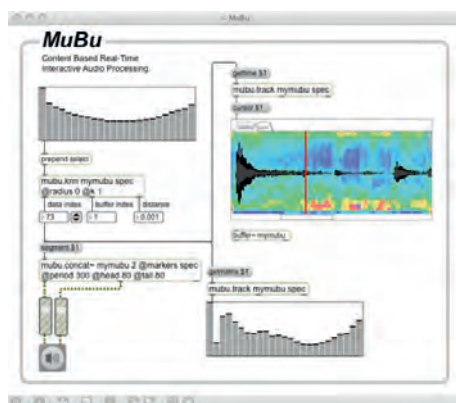 MuBu
MuBu
Content Based Real-Time
Interactive Audio Processing
prepend select
mubu.knn mymubu spec
@radius 0 @k 1
data index
buffer index
distance
73
1
0.001
segment $1
mubu.concat~ mymubu 2 @markers spec
@period 300 @head 80 @tail 80
gettime $1
mubu.track mymubu spec
cursor $1
buffer~ mymubu
getmatrix $1
mubu.track mymubu spec